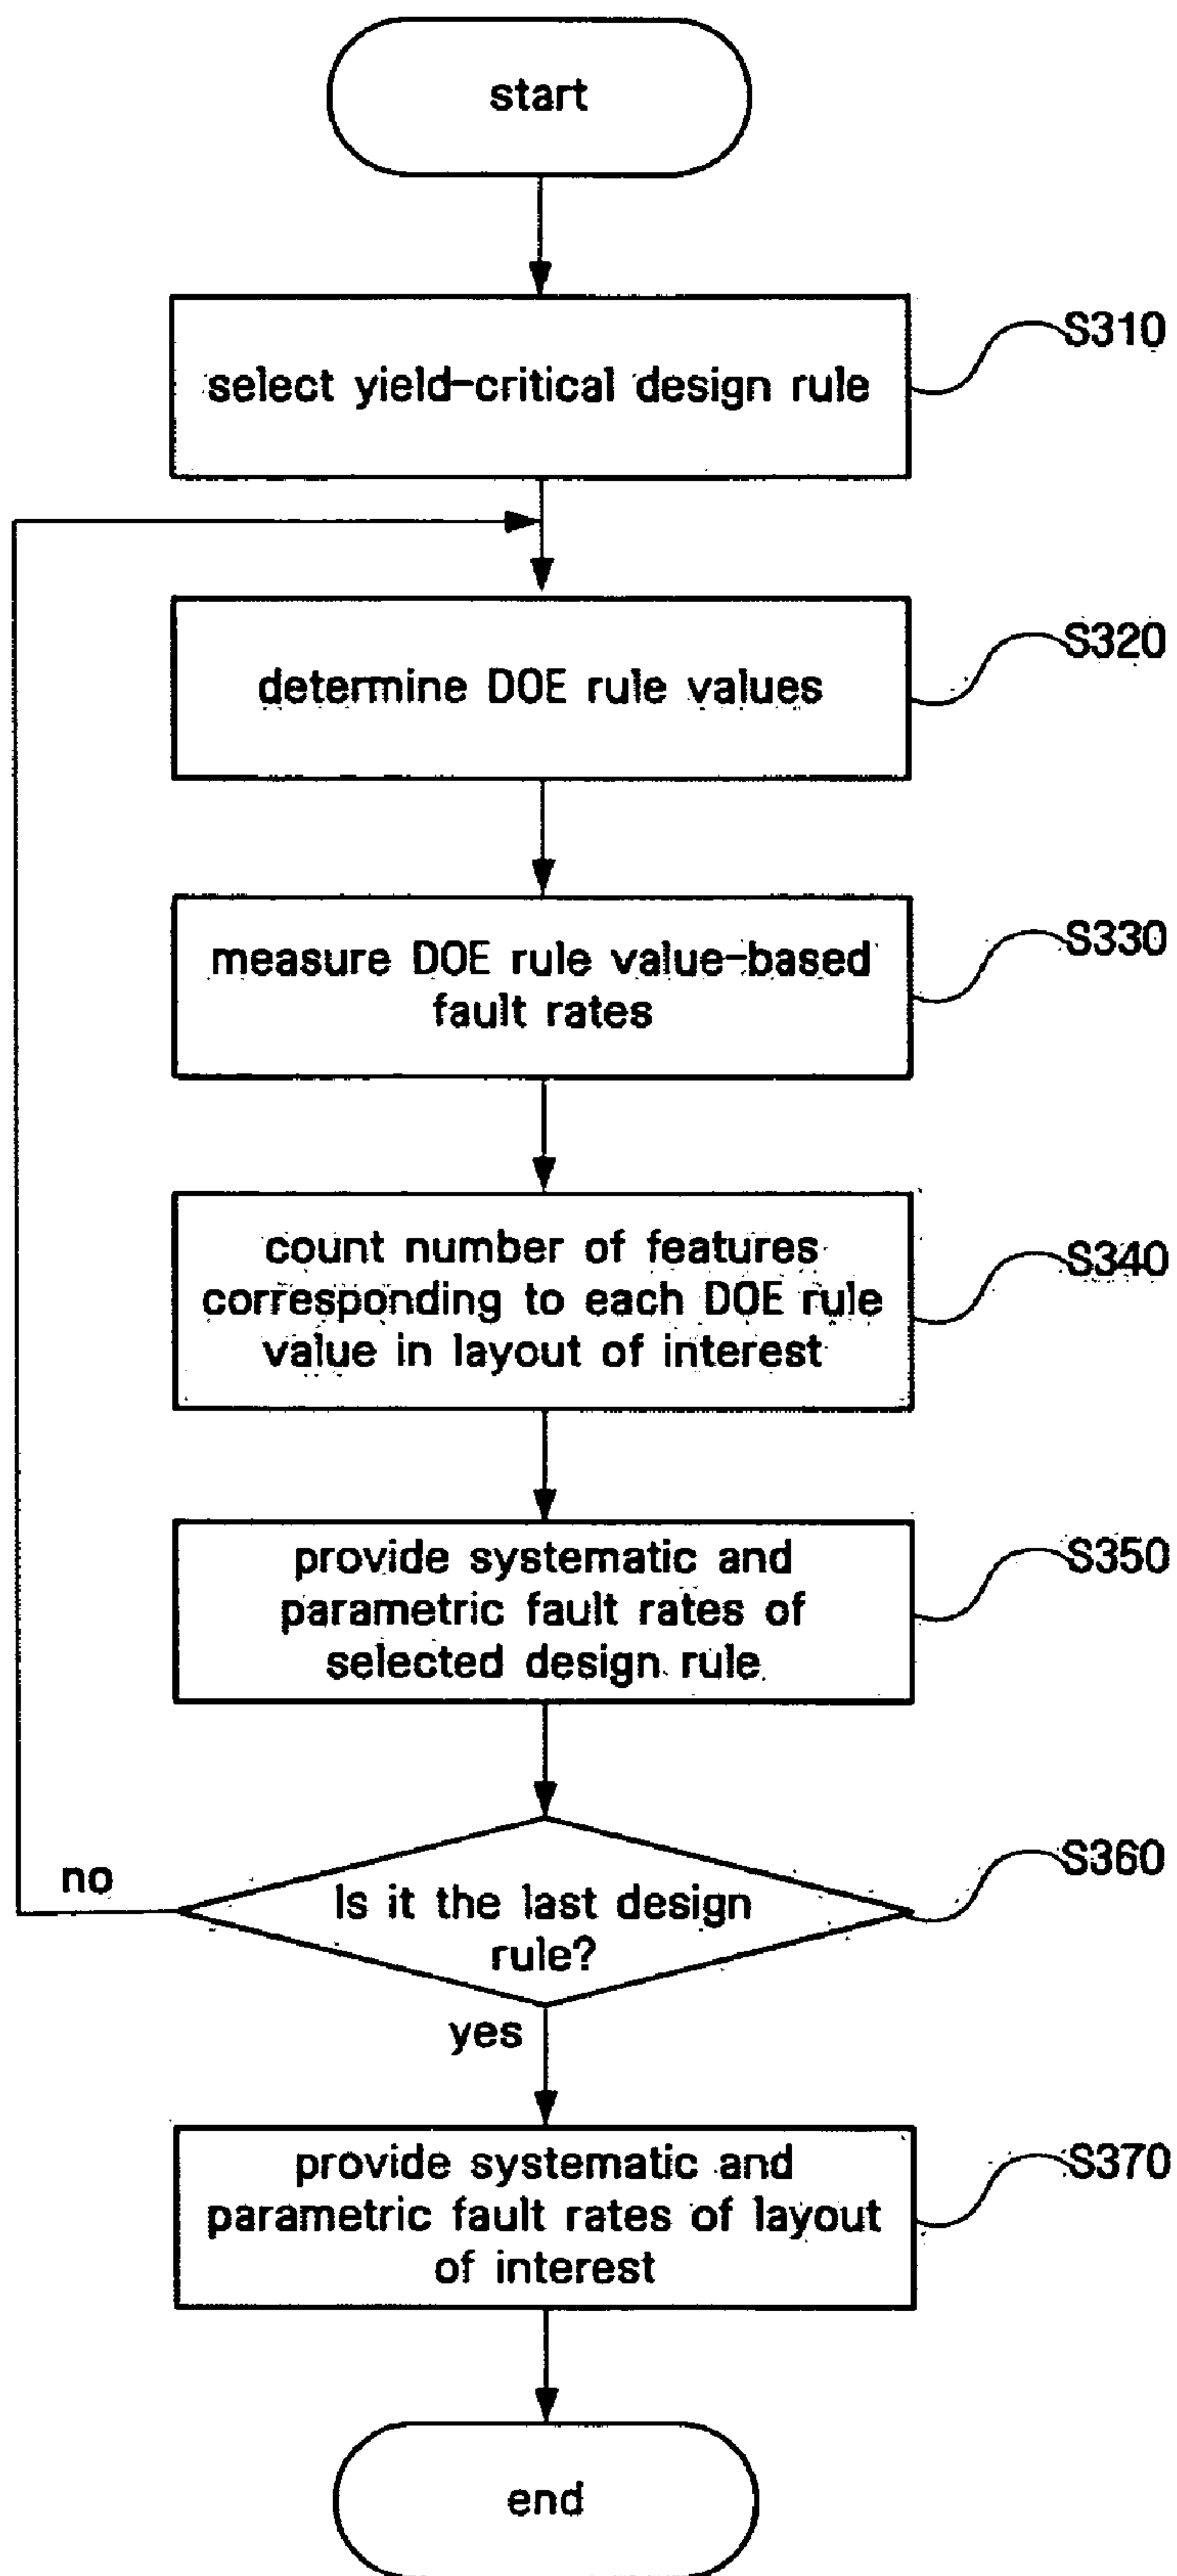 start
select yield-critical design rule
S310
determine DOE rule values
S320
measure DOE rule value-based
fault rates
S330
count number of features
corresponding to each DOE rule
value in layout of interest
S340
provide systematic and
parametric fault rates of
selected design rule
S350
Is it the last design
rule?
S360
no
yes
provide systematic and
parametric fault rates of layout
of interest
S370
end